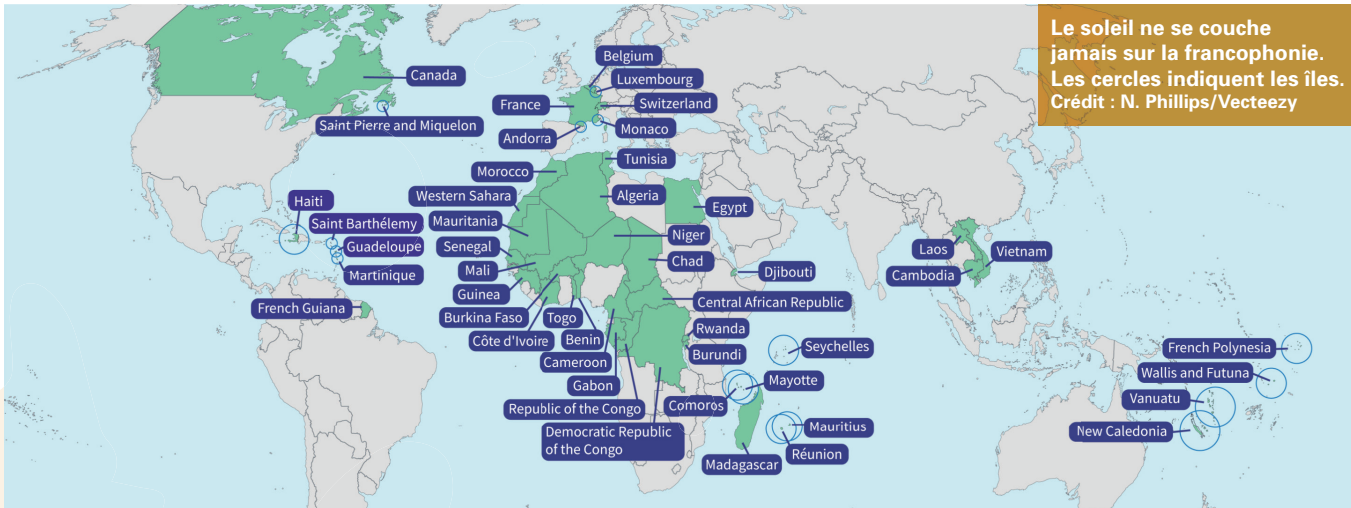 Le soleil ne se couche
jamais sur la francophonie.
Les cercles indiquent les îles.
Crédit : N. Phillips/Vecteezy
Belgium
Luxembourg
Canada
France
Switzerland
Saint Pierre and Miquelon
Monaco
Andorra
Tunisia
Morocco
Western Sahara
Algeria
Haiti
Egypt
Saint Barthélemy
Mauritania
Niger
Guadeloupe
Senegal
Laos
Vietnam
Chad
Mali
Djibouti
Martinique
Cambodia
Guinea
Central African Republic
French Guiana
Burkina Faso
Togo
Rwanda
Côte d'Ivoire
Benin
Seychelles
French Polynesia
Burundi
Cameroon
Wallis and Futuna
Gabon
Mayotte
Vanuatu
Comoros
Republic of the Congo
Mauritius
New Caledonia
Democratic Republic
of the Congo
Réunion
Madagascar